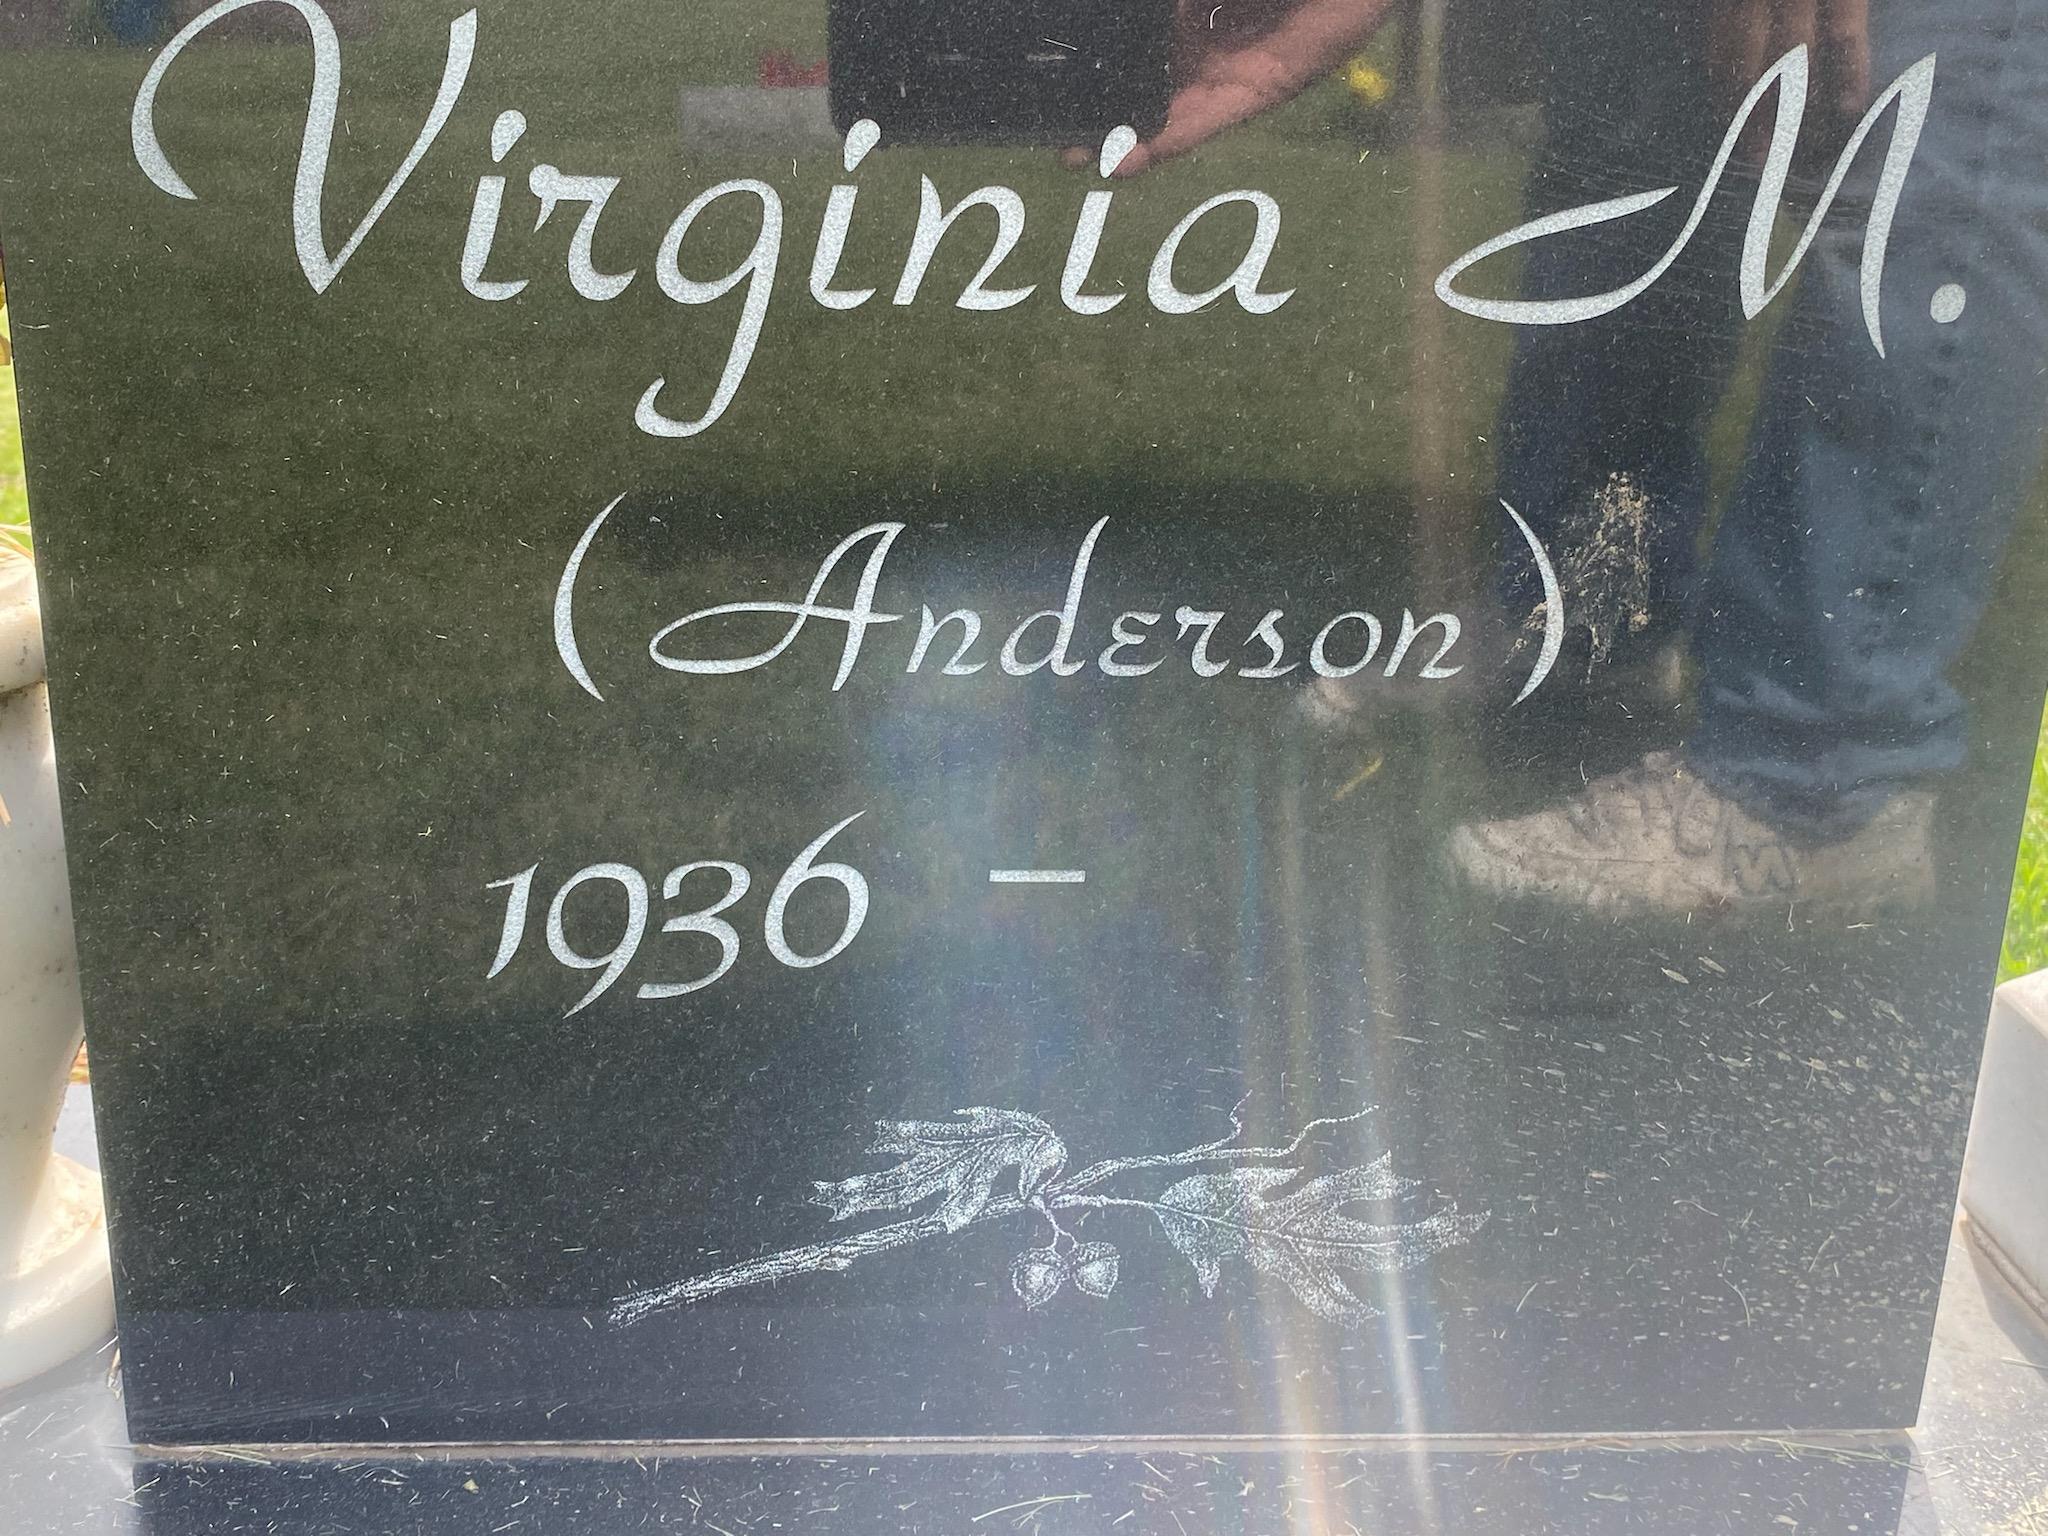 Virginia M.
(Anderson)
1936 –